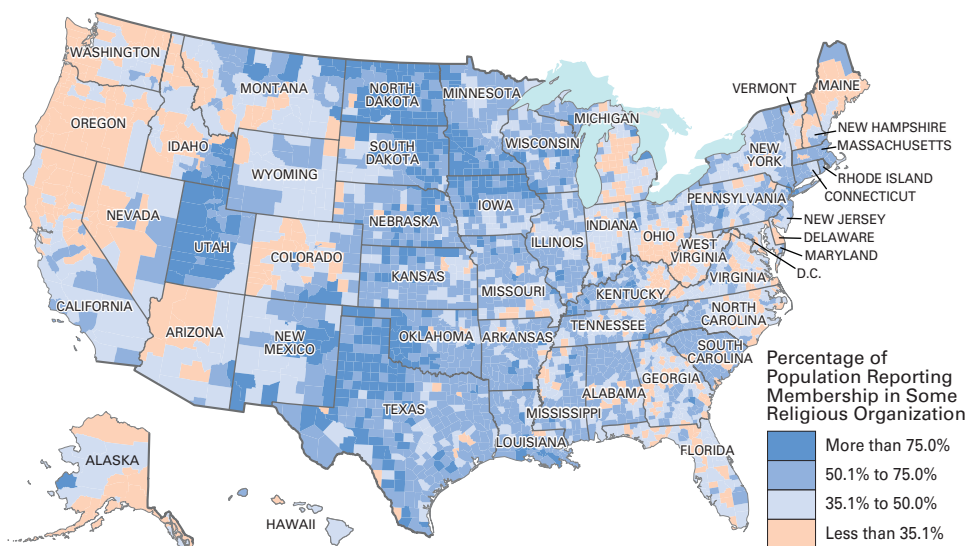 WASHINGTON
MONTANA
NORTH
DAKOTA
MINNESOTA
VERMONT
MAINE
OREGON
MICHIGAN
NEW HAMPSHIRE
MASSACHUSETTS
IDAHO
SOUTH
DAKOTA
WISCONSIN
NEW
YORK
WYOMING
RHODE ISLAND
CONNECTICUT
PENNSYLVANIA
NEVADA
NEBRASKA
IOWA
NEW JERSEY
UTAH
COLORADO
ILLINOIS
INDIANA
OHIO
WEST
VIRGINIA
DELAWARE
MARYLAND
D.C.
KANSAS
MISSOURI
KENTUCKY
VIRGINIA
CALIFORNIA
NORTH
CAROLINA
ARIZONA
NEW
MEXICO
OKLAHOMA
ARKANSAS
TENNESSEE
SOUTH
CAROLINA
GEORGIA
ALABAMA
TEXAS
MISSISSIPPI
LOUISIANA
FLORIDA
ALASKA
HAWAII
Percentage of
Population Reporting
Membership in Some
Religious Organization
More than 75.0%
50.1% to 75.0%
35.1% to 50.0%
Less than 35.1%